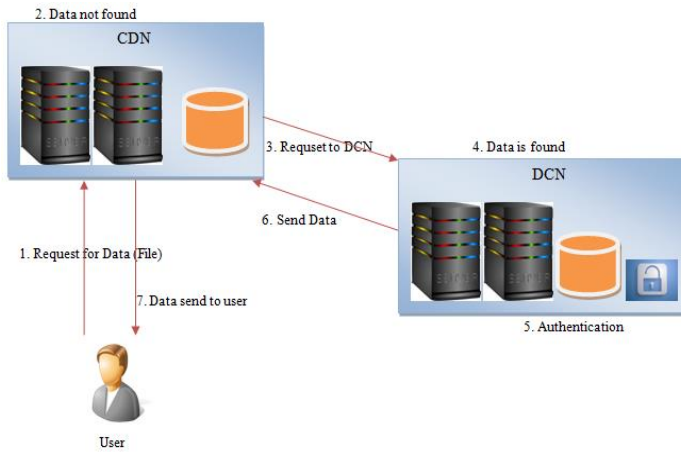 2. Data not found
CDN
3. Requset to DCN
4. Data is found
DCN
6. Send Data
1. Request for Data (File)
7. Data send to user
5. Authentication
User